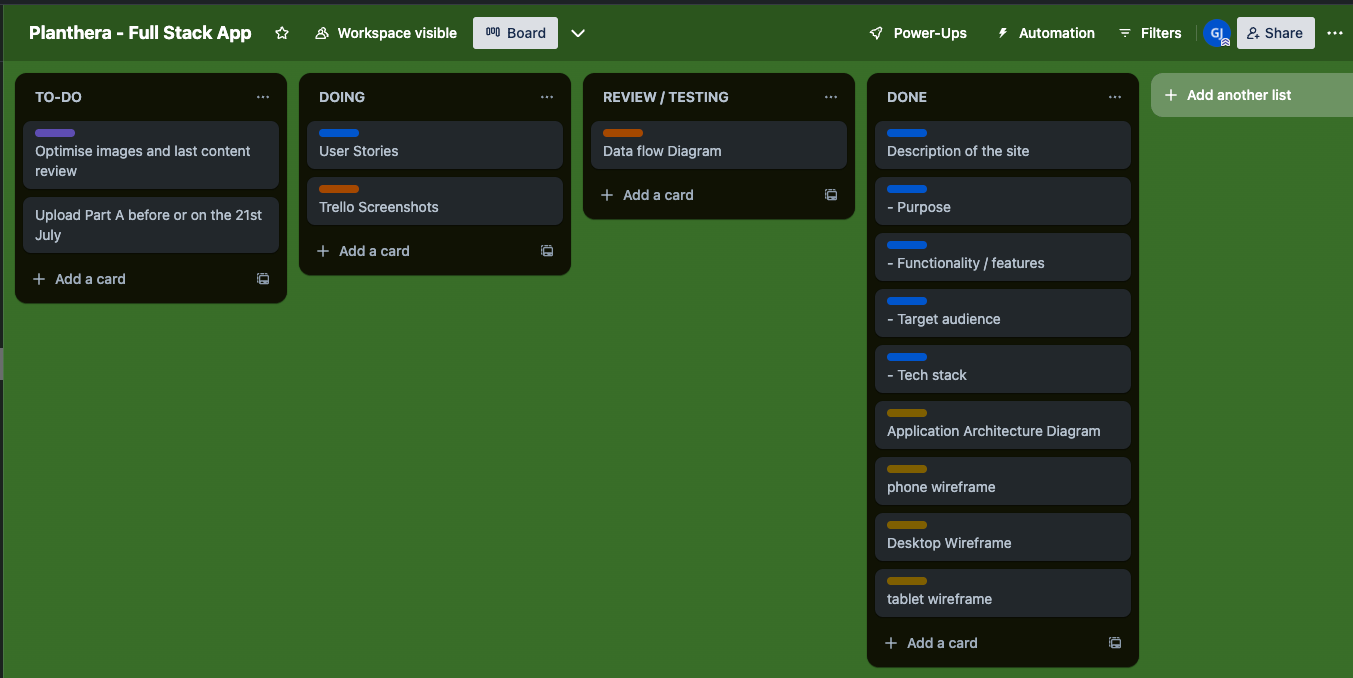 Planthera - Full Stack App
Workspace visible
Board
Power-Ups
Automation
Filters
GJ
Share
TO-DO
Optimise images and last content
review
Upload Part A before or on the 21st
July
Add a card
DOING
User Stories
Trello Screenshots
Add a card
REVIEW / TESTING
Data flow Diagram
Add a card
DONE
Description of the site
- Purpose
- Functionality / features
- Target audience
- Tech stack
Application Architecture Diagram
phone wireframe
Desktop Wireframe
tablet wireframe
Add a card
Add another list